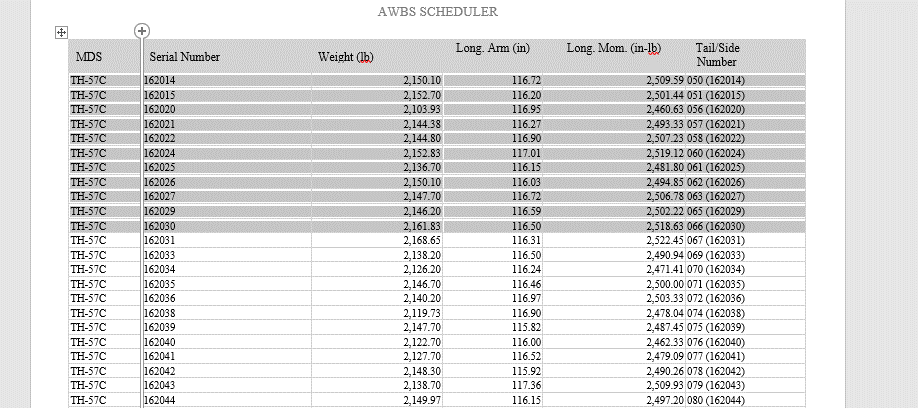 AWBS SCHEDULER
MDS Serial Number Weight (lb) Long. Arm (in) Long. Mom. (in-lb) Tail/Side Number
TH-57C 162014 2,150.10 116.72 2,509.59 050 (162014)
TH-57C 162015 2,152.70 116.20 2,501.44 051 (162015)
TH-57C 162020 2,103.93 116.95 2,460.63 056 (162020)
TH-57C 162021 2,144.38 116.27 2,493.33 057 (162021)
TH-57C 162022 2,144.80 116.90 2,507.23 058 (162022)
TH-57C 162024 2,152.83 117.01 2,519.12 060 (162024)
TH-57C 162025 2,136.70 116.15 2,481.80 061 (162025)
TH-57C 162026 2,150.10 116.03 2,494.85 062 (162026)
TH-57C 162027 2,147.70 116.72 2,506.78 063 (162027)
TH-57C 162029 2,146.20 116.59 2,502.22 065 (162029)
TH-57C 162030 2,161.83 116.50 2,518.63 066 (162030)
TH-57C 162031 2,168.65 116.31 2,522.45 067 (162031)
TH-57C 162033 2,138.20 116.50 2,490.94 069 (162033)
TH-57C 162034 2,126.20 116.24 2,471.41 070 (162034)
TH-57C 162035 2,146.70 116.46 2,500.00 071 (162035)
TH-57C 162036 2,140.20 116.97 2,503.33 072 (162036)
TH-57C 162038 2,119.73 116.90 2,478.04 074 (162038)
TH-57C 162039 2,147.70 115.82 2,487.45 075 (162039)
TH-57C 162040 2,122.70 116.00 2,462.33 076 (162040)
TH-57C 162041 2,127.70 116.52 2,479.09 077 (162041)
TH-57C 162042 2,148.30 115.92 2,490.26 078 (162042)
TH-57C 162043 2,138.70 117.36 2,509.93 079 (162043)
TH-57C 162044 2,149.97 116.15 2,497.20 080 (162044)